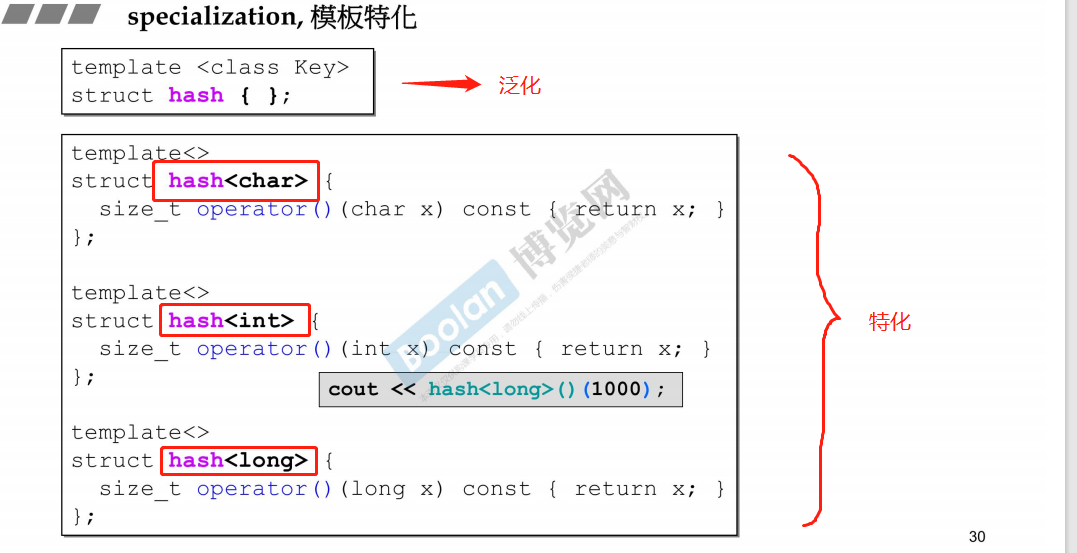 specialization, 模板特化
template <class Key>
struct hash { };
泛化
template<>
struct hash<char> {
size_t operator()(char x) const { return x; }
};
template<>
struct hash<int> {
size_t operator()(int x) const { return x; }
};
cout << hash<long>()(1000);
template<>
struct hash<long> {
size_t operator()(long x) const { return x; }
};
特化
Boolan 博览网
30